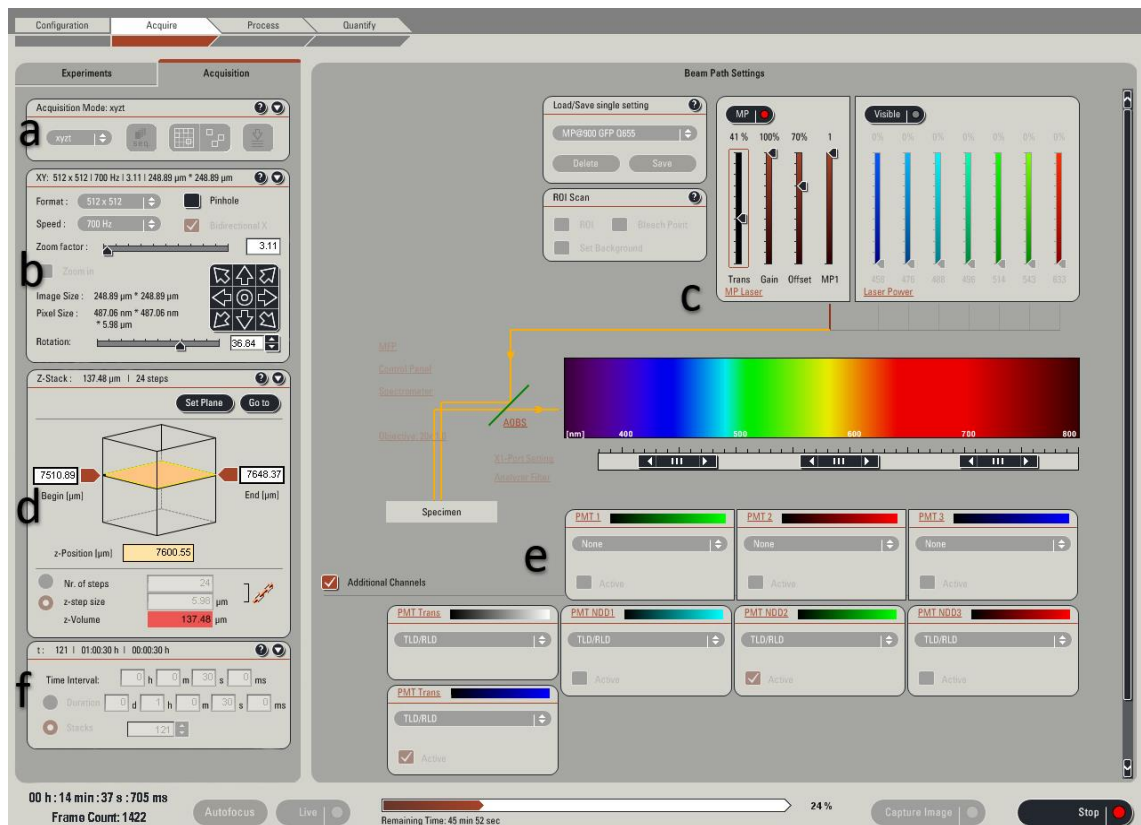 Configuration Acquire Process Quantify
Experiments Acquisition
Acquisition Mode: xyzt
a
xyzt
SEQ
XY: 512 x 512 | 700 Hz | 3.11 | 248.89 µm * 248.89 µm
Format : 512 x 512 Pinhole
Speed : 700 Hz Bidirectional X
Zoom factor : 3.11
b
Zoom in
Image Size : 248.89 µm * 248.89 µm
Pixel Size : 487.06 nm * 487.06 nm
* 5.98 µm
Rotation: 36.84
Z-Stack : 137.48 µm | 24 steps
Set Plane Go to
7510.89 7648.37
Begin [µm] End [µm]
d
z-Position [µm] 7600.55
Nr. of steps 24
z-step size 5.98 µm
z-Volume 137.48 µm
t : 121 | 01:00:30 h | 00:00:30 h
f
Time Interval: 0 h 0 m 30 s 0 ms
Duration 0 d 1 h 0 m 30 s 0 ms
Stacks 121
Beam Path Settings
Load/Save single setting
MP@900 GFP Q655
Delete Save
ROI Scan
ROI Bleach Point
Set Background
MP Visible
41 % 100% 70% 1 0% 0% 0% 0% 0% 0% 0%
Trans Gain Offset MP1 458 476 488 496 514 543 633
c
MP Laser Laser Power
MFP
Control Panel
Spectrometer
AOBS
X1-Port Setting
[nm] 400 500 600 700 800
Specimen
e
PMT 1 PMT 2 PMT 3
None None None
Active Active Active
Additional Channels
PMT Trans PMT NDD1 PMT NDD2 PMT NDD3
TLD/RLD TLD/RLD TLD/RLD TLD/RLD
Active Active Active
PMT Trans
TLD/RLD
Active
00 h : 14 min : 37 s : 705 ms
Frame Count: 1422
Autofocus Live
24 %
Remaining Time: 45 min 52 sec
Capture Image Stop